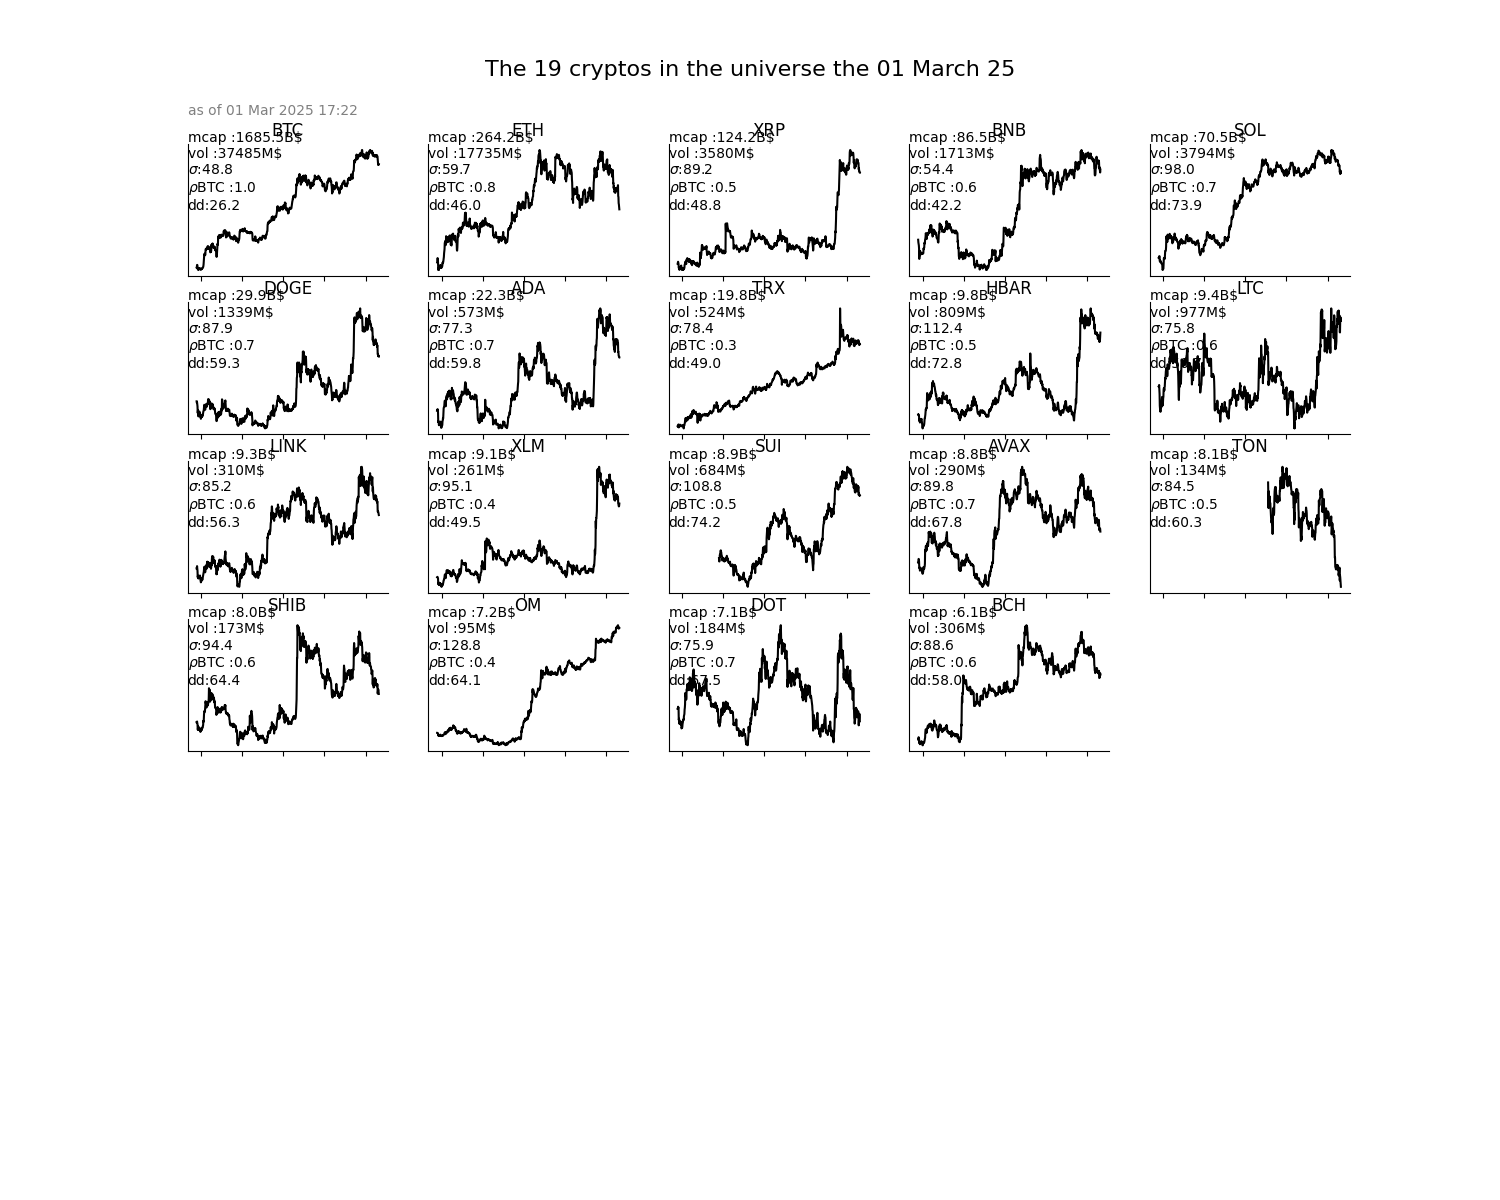 The 19 cryptos in the universe the 01 March 25
as of 01 Mar 2025 17:22
BTC
mcap :1685.5B$
vol :37485M$
σ:48.8
ρBTC :1.0
dd:26.2
ETH
mcap :264.2B$
vol :17735M$
σ:59.7
ρBTC :0.8
dd:46.0
XRP
mcap :124.2B$
vol :3580M$
σ:89.2
ρBTC :0.5
dd:48.8
BNB
mcap :86.5B$
vol :1713M$
σ:54.4
ρBTC :0.6
dd:42.2
SOL
mcap :70.5B$
vol :3794M$
σ:98.0
ρBTC :0.7
dd:73.9
DOGE
mcap :29.9B$
vol :1339M$
σ:87.9
ρBTC :0.7
dd:59.3
ADA
mcap :22.3B$
vol :573M$
σ:77.3
ρBTC :0.7
dd:59.8
TRX
mcap :19.8B$
vol :524M$
σ:78.4
ρBTC :0.3
dd:49.0
HBAR
mcap :9.8B$
vol :809M$
σ:112.4
ρBTC :0.5
dd:72.8
LTC
mcap :9.4B$
vol :977M$
σ:75.8
ρBTC :0.6
LINK
mcap :9.3B$
vol :310M$
σ:85.2
ρBTC :0.6
dd:56.3
XLM
mcap :9.1B$
vol :261M$
σ:95.1
ρBTC :0.4
dd:49.5
SUI
mcap :8.9B$
vol :684M$
σ:108.8
ρBTC :0.5
dd:74.2
AVAX
mcap :8.8B$
vol :290M$
σ:89.8
ρBTC :0.7
dd:67.8
TON
mcap :8.1B$
vol :134M$
σ:84.5
ρBTC :0.5
dd:60.3
SHIB
mcap :8.0B$
vol :173M$
σ:94.4
ρBTC :0.6
dd:64.4
OM
mcap :7.2B$
vol :95M$
σ:128.8
ρBTC :0.4
dd:64.1
DOT
mcap :7.1B$
vol :184M$
σ:75.9
ρBTC :0.7
BCH
mcap :6.1B$
vol :306M$
σ:88.6
ρBTC :0.6
dd:58.0